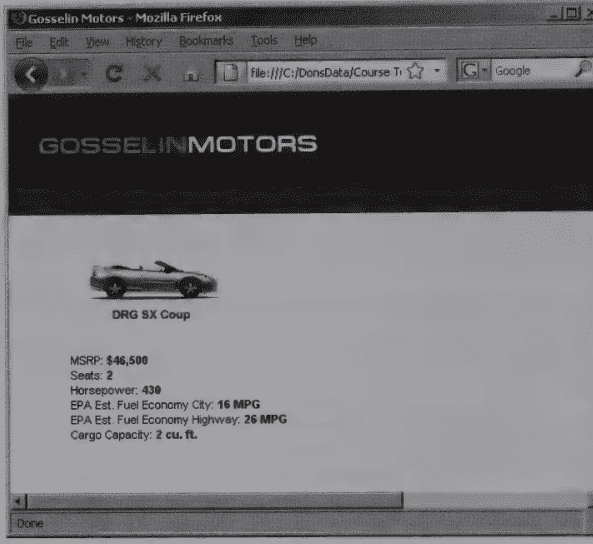 Gosselin Motors - Mozilla Firefox
File Edit View History Bookmarks Tools Help
file:///C:/DonsData/Course Te
G Google
GOSSELINMOTORS
DRG SX Coup
MSRP: $46,500
Seats: 2
Horsepower: 430
EPA Est. Fuel Economy City: 16 MPG
EPA Est. Fuel Economy Highway: 26 MPG
Cargo Capacity: 2 cu. ft.
Done